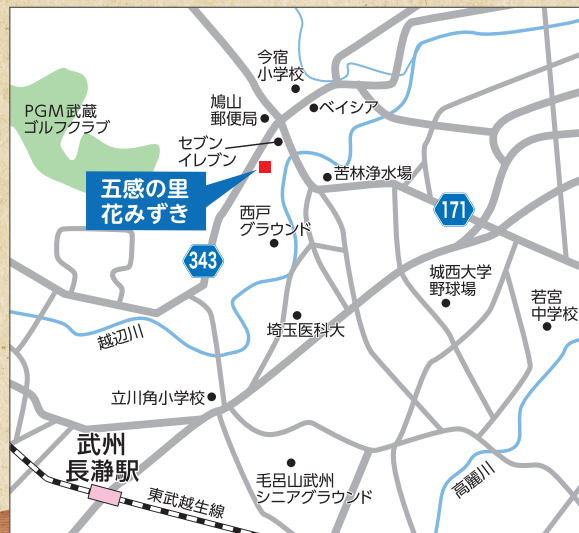 今宿
小学校
PGM武蔵
ゴルフクラブ
鳩山
郵便局
ベイシア
セブン
イレブン
苦林浄水場
五感の里
花みずき
171
西戸
グラウンド
343
城西大学
野球場
若宮
中学校
埼玉医科大
越辺川
立川角小学校
武州
長瀞駅
毛呂山武州
シニアグラウンド
高麗川
東武越生線